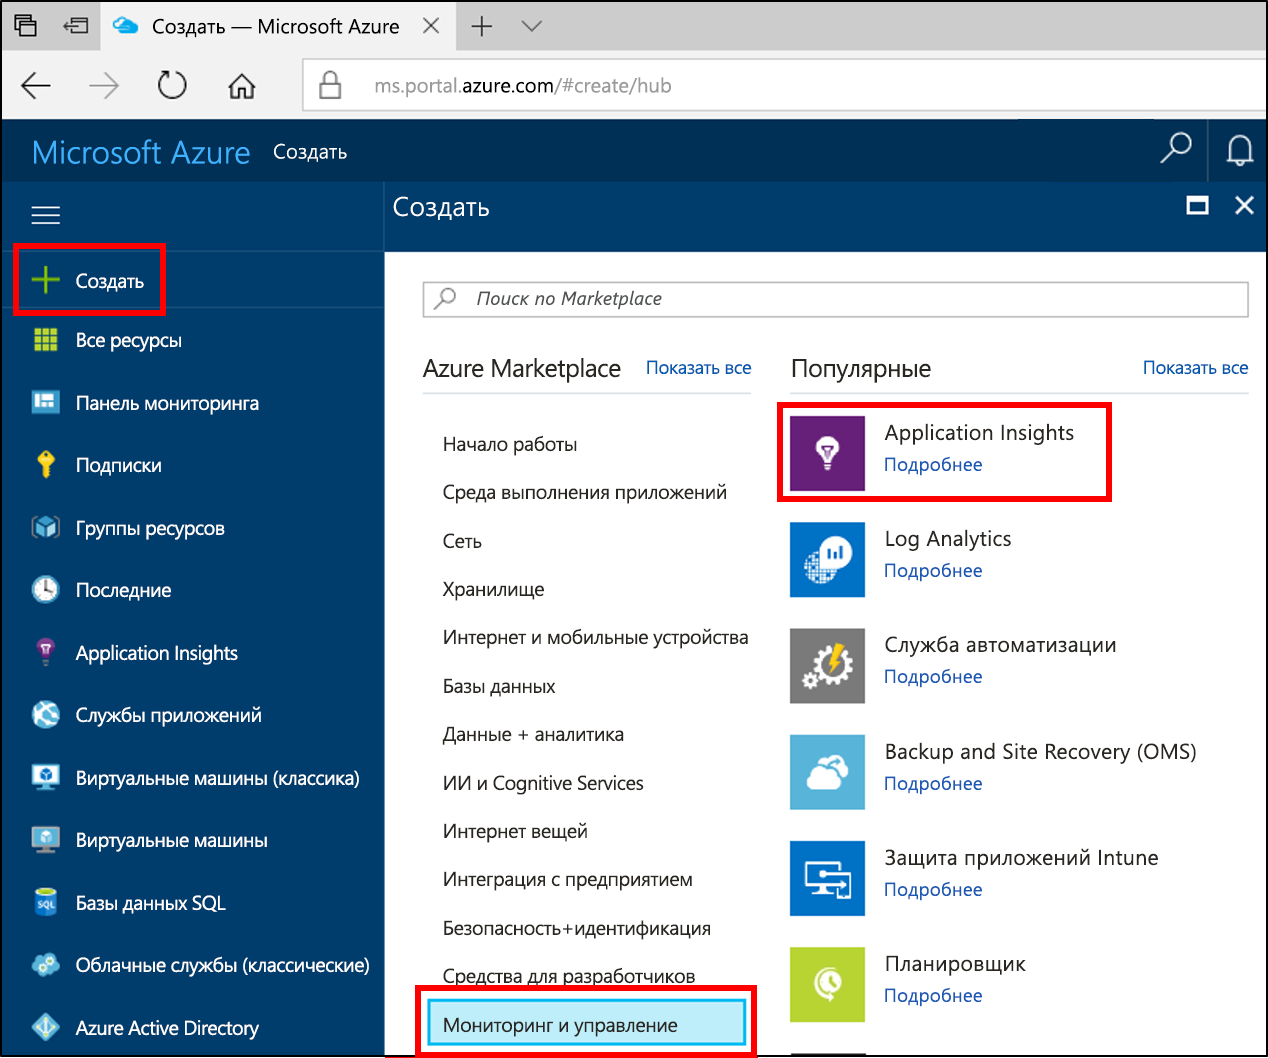 Создать — Microsoft Azure
ms.portal.azure.com/#create/hub
Microsoft Azure Создать
Создать
Создать
Все ресурсы
Панель мониторинга
Подписки
Группы ресурсов
Последние
Application Insights
Службы приложений
Виртуальные машины (классика)
Виртуальные машины
SQL
Базы данных SQL
Облачные службы (классические)
Azure Active Directory
Поиск по Marketplace
Azure Marketplace Показать все
Начало работы
Среда выполнения приложений
Сеть
Хранилище
Интернет и мобильные устройства
Базы данных
Данные + аналитика
ИИ и Cognitive Services
Интернет вещей
Интеграция с предприятием
Безопасность+идентификация
Средства для разработчиков
Мониторинг и управление
Популярные Показать все
Application Insights
Подробнее
Log Analytics
Подробнее
Служба автоматизации
Подробнее
Backup and Site Recovery (OMS)
Подробнее
Защита приложений Intune
Подробнее
Планировщик
Подробнее